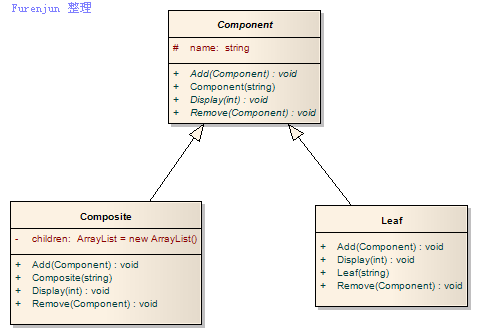 Furenjun 整理
Component
# name: string
+ Add(Component) : void
+ Component(string)
+ Display(int) : void
+ Remove(Component) : void
Composite
- children: ArrayList = new ArrayList()
+ Add(Component) : void
+ Composite(string)
+ Display(int) : void
+ Remove(Component) : void
Leaf
+ Add(Component) : void
+ Display(int) : void
+ Leaf(string)
+ Remove(Component) : void